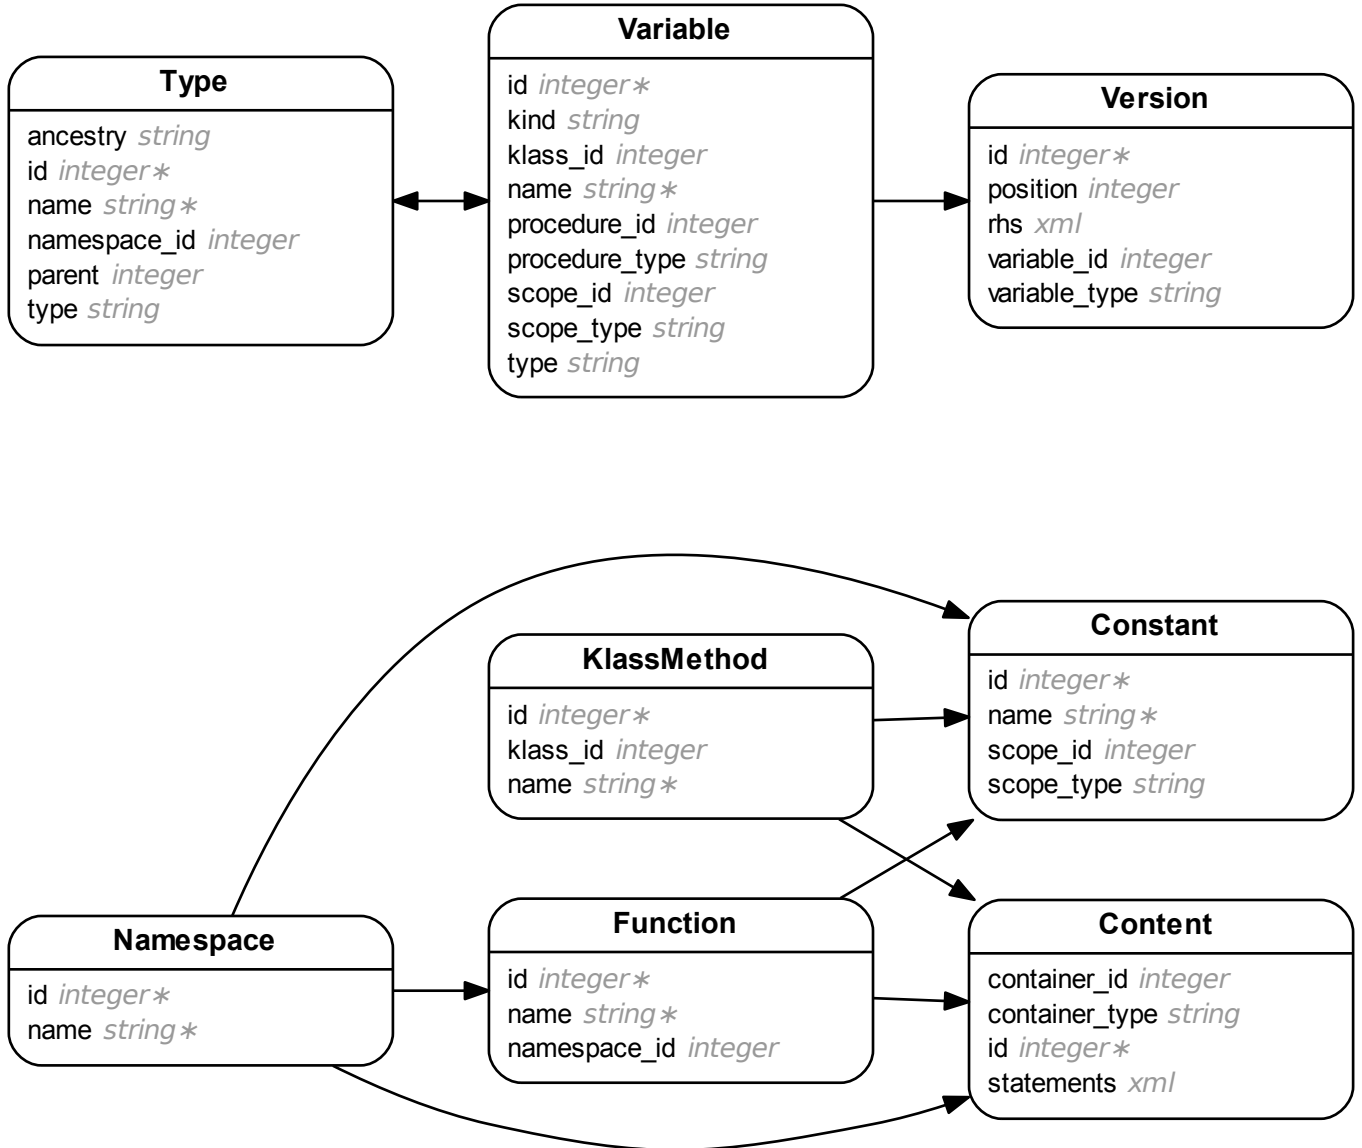 Type
ancestry string
id integer∗
name string∗
namespace_id integer
parent integer
type string
Variable
id integer∗
kind string
klass_id integer
name string∗
procedure_id integer
procedure_type string
scope_id integer
scope_type string
type string
Version
id integer∗
position integer
rhs xml
variable_id integer
variable_type string
KlassMethod
id integer∗
klass_id integer
name string∗
Constant
id integer∗
name string∗
scope_id integer
scope_type string
Namespace
id integer∗
name string∗
Function
id integer∗
name string∗
namespace_id integer
Content
container_id integer
container_type string
id integer∗
statements xml